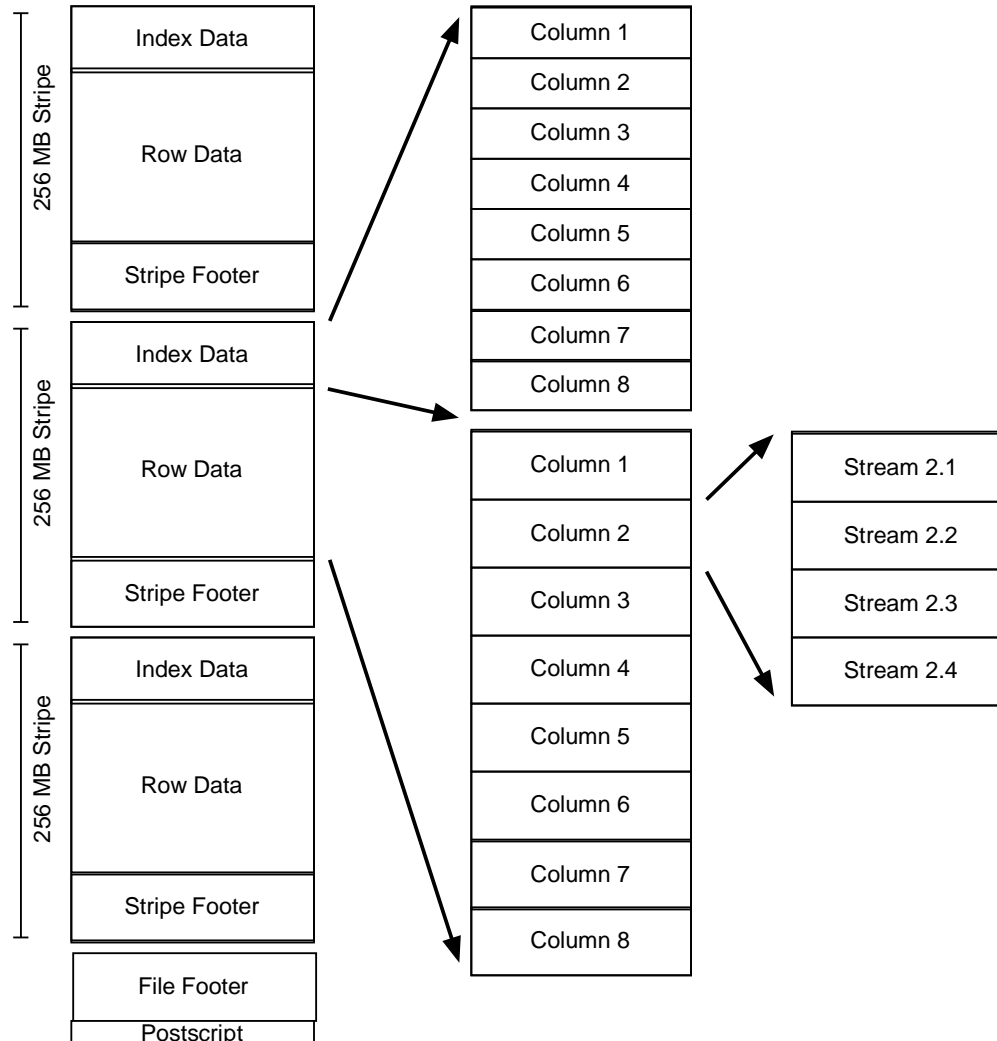 256 MB Stripe
Index Data
Row Data
Stripe Footer
256 MB Stripe
Index Data
Row Data
Stripe Footer
256 MB Stripe
Index Data
Row Data
Stripe Footer
File Footer
Postscript
Column 1
Column 2
Column 3
Column 4
Column 5
Column 6
Column 7
Column 8
Column 1
Column 2
Column 3
Column 4
Column 5
Column 6
Column 7
Column 8
Stream 2.1
Stream 2.2
Stream 2.3
Stream 2.4